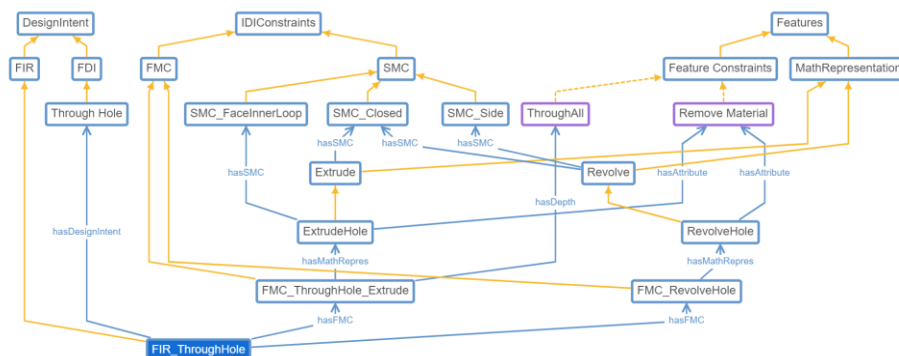 DesignIntent
IDIConstraints
Features
FIR
FDI
FMC
SMC
Feature Constraints
MathRepresentation
Through Hole
SMC_FaceInnerLoop
SMC_Closed
SMC_Side
ThroughAll
Remove Material
hasSMC
hasSMC
hasSMC
hasSMC
Extrude
Revolve
hasAttribute
hasAttribute
hasDepth
hasDesignIntent
ExtrudeHole
RevolveHole
hasMathRepres
hasMathRepres
FMC_ThroughHole_Extrude
FMC_RevolveHole
hasFMC
hasFMC
FIR_ThroughHole